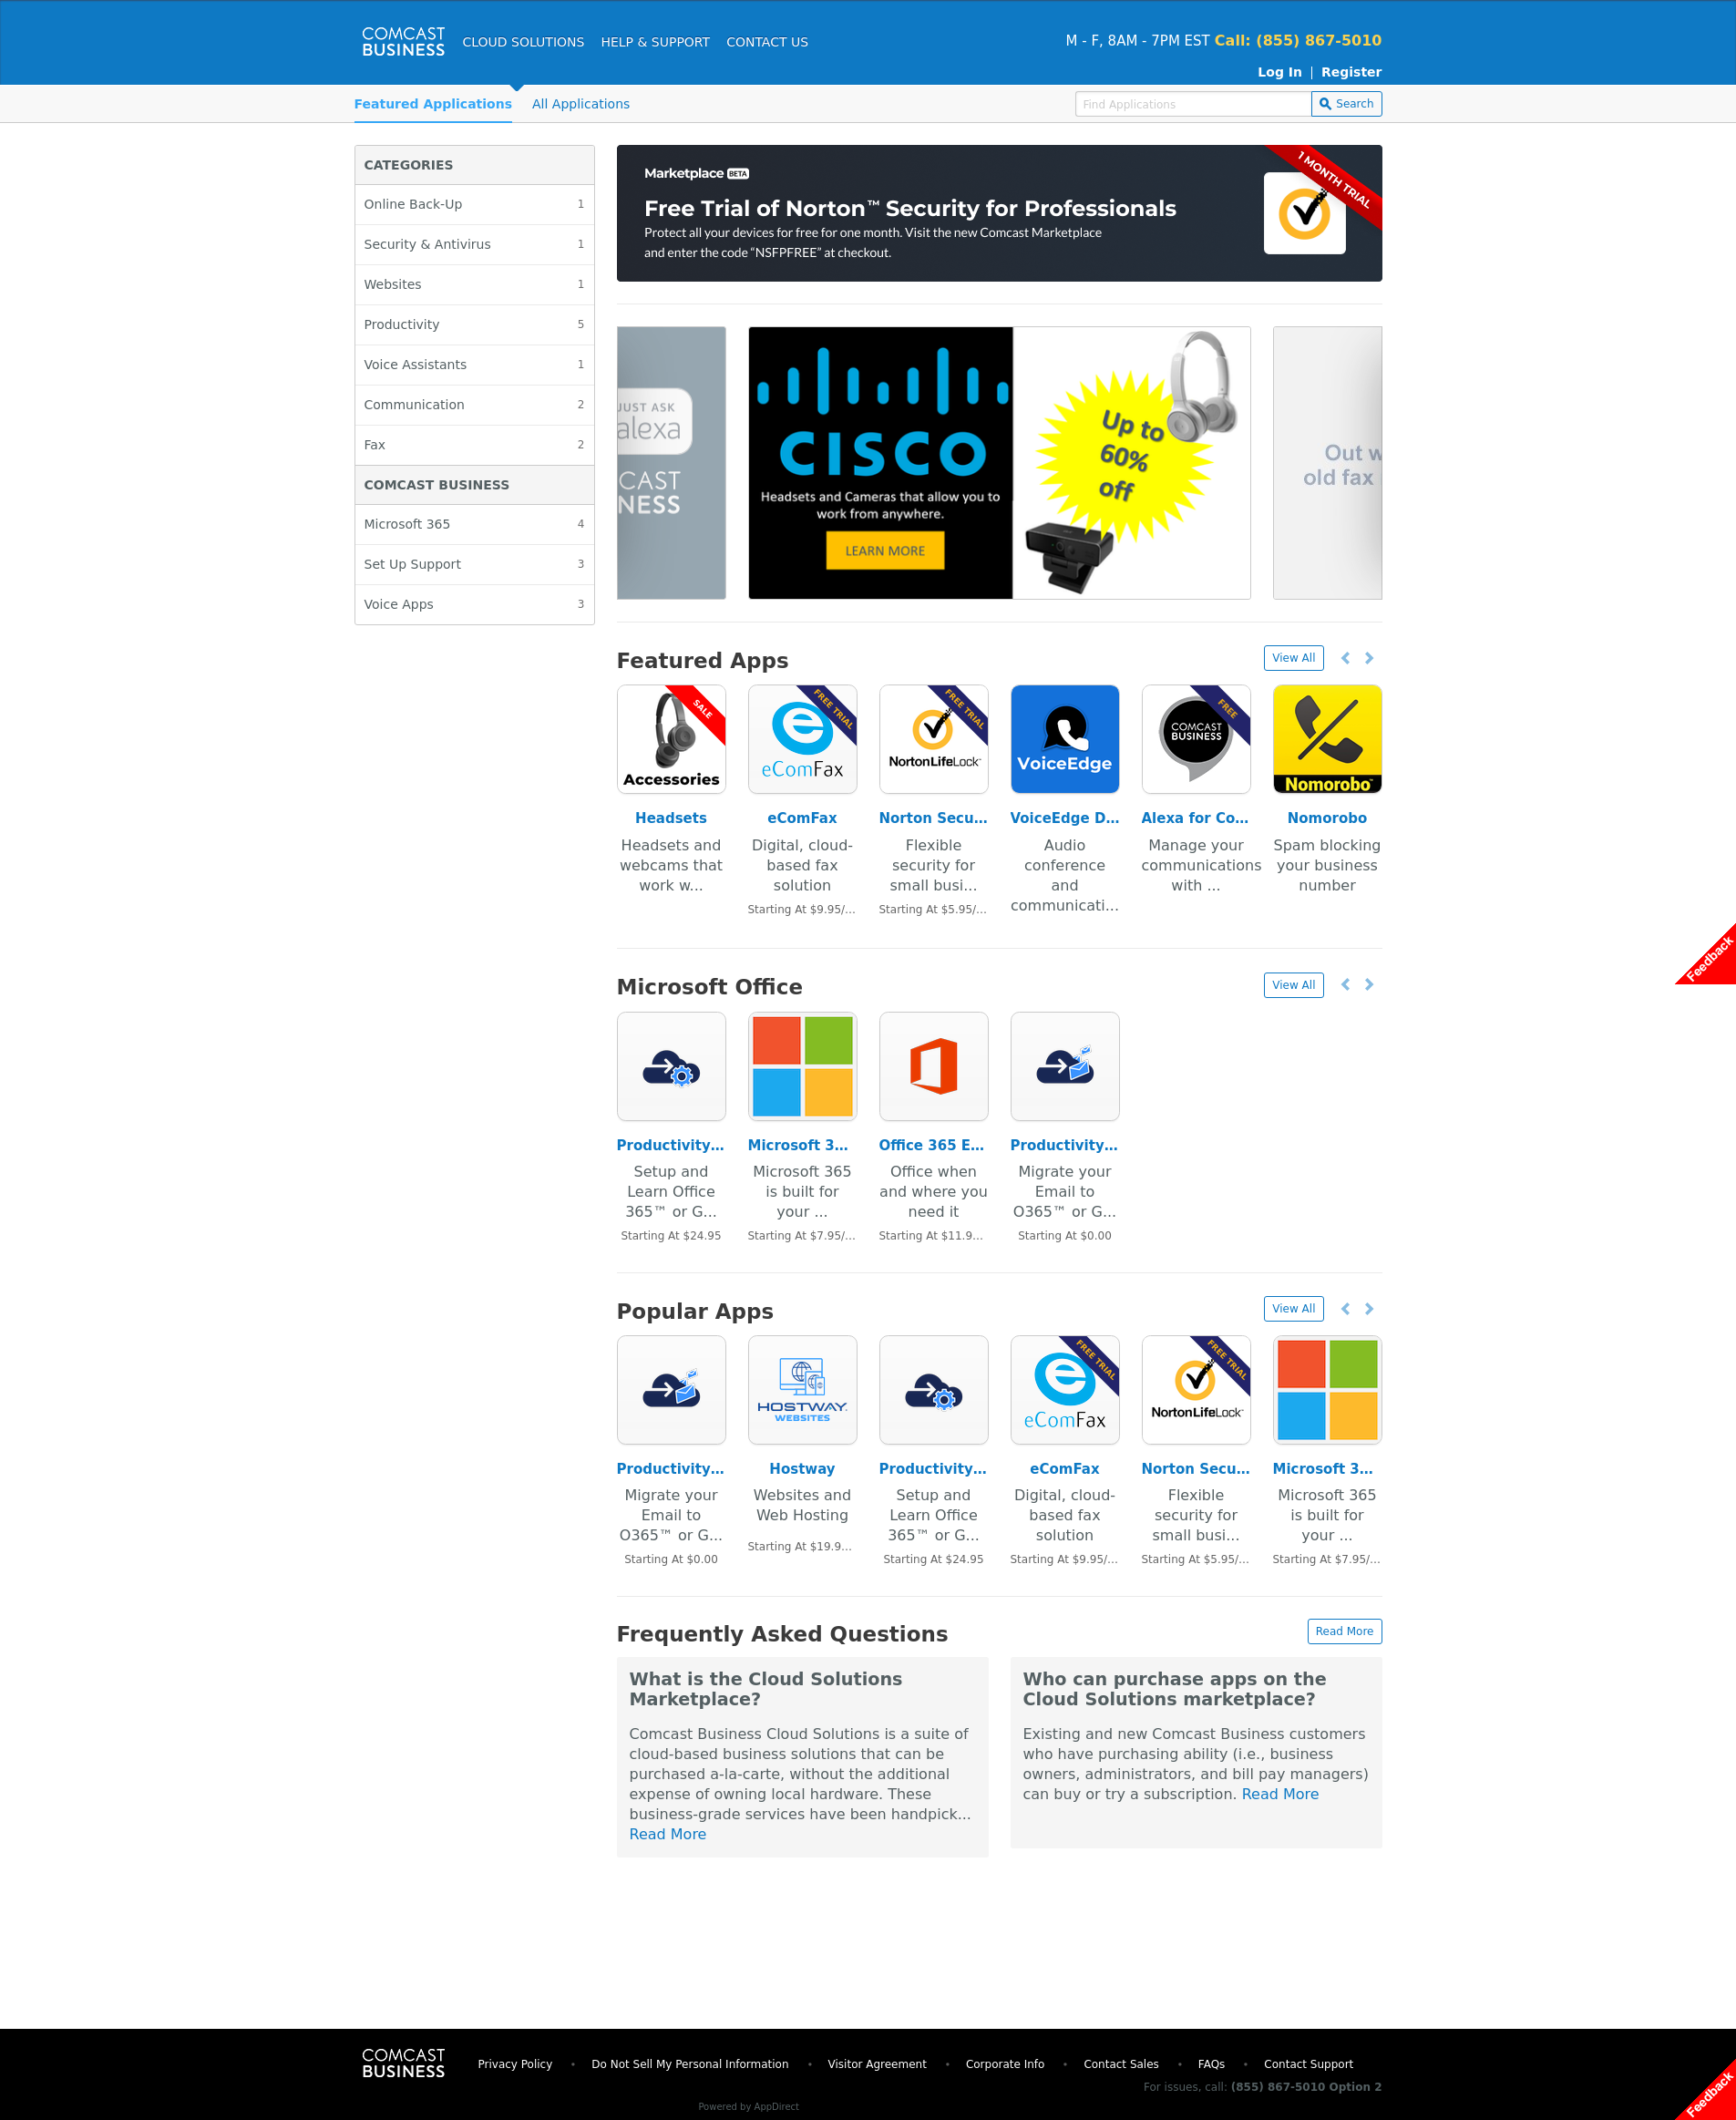 COMCAST
BUSINESS
CLOUD SOLUTIONS HELP & SUPPORT CONTACT US
M - F, 8AM - 7PM EST Call: (855) 867-5010
Log In | Register
Featured Applications All Applications
Find Applications Search
CATEGORIES
Online Back-Up 1
Security & Antivirus 1
Websites 1
Productivity 5
Voice Assistants 1
Communication 2
Fax 2
COMCAST BUSINESS
Microsoft 365 4
Set Up Support 3
Voice Apps 3
Marketplace BETA
Free Trial of Norton™ Security for Professionals
Protect all your devices for free for one month. Visit the new Comcast Marketplace
and enter the code “NSFPFREE” at checkout.
1 MONTH TRIAL
JUST ASK
alexa
CAST
NESS
CISCO
Headsets and Cameras that allow you to
work from anywhere.
LEARN MORE
Up to
60%
off
Out w
old fax
Featured Apps
View All
SALE
Accessories
FREE TRIAL
eComFax
FREE TRIAL
NortonLifeLock™
VoiceEdge
FREE
COMCAST
BUSINESS
Nomorobo™
Headsets eComFax Norton Secu... VoiceEdge D... Alexa for Co... Nomorobo
Headsets and Digital, cloud- Flexible Audio Manage your Spam blocking
webcams that based fax security for conference communications your business
work w... solution small busi... and with ... number
communicati...
Starting At $9.95/... Starting At $5.95/...
Microsoft Office
View All
Productivity... Microsoft 3... Office 365 E... Productivity...
Setup and Microsoft 365 Office when Migrate your
Learn Office is built for and where you Email to
365™ or G... your ... need it O365™ or G...
Starting At $24.95 Starting At $7.95/... Starting At $11.9... Starting At $0.00
Popular Apps
View All
HOSTWAY
WEBSITES
FREE TRIAL
eComFax
FREE TRIAL
NortonLifeLock™
Productivity... Hostway Productivity... eComFax Norton Secu... Microsoft 3...
Migrate your Websites and Setup and Digital, cloud- Flexible Microsoft 365
Email to Web Hosting Learn Office based fax security for is built for
O365™ or G... 365™ or G... solution small busi... your ...
Starting At $0.00 Starting At $19.9... Starting At $24.95 Starting At $9.95/... Starting At $5.95/... Starting At $7.95/...
Frequently Asked Questions
Read More
What is the Cloud Solutions
Marketplace?
Comcast Business Cloud Solutions is a suite of
cloud-based business solutions that can be
purchased a-la-carte, without the additional
expense of owning local hardware. These
business-grade services have been handpick...
Read More
Who can purchase apps on the
Cloud Solutions marketplace?
Existing and new Comcast Business customers
who have purchasing ability (i.e., business
owners, administrators, and bill pay managers)
can buy or try a subscription. Read More
Feedback
COMCAST
BUSINESS
Privacy Policy • Do Not Sell My Personal Information • Visitor Agreement • Corporate Info • Contact Sales • FAQs • Contact Support
For issues, call: (855) 867-5010 Option 2
Powered by AppDirect
Feedback